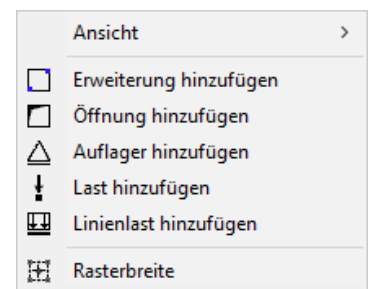 Ansicht
Erweiterung hinzufügen
Öffnung hinzufügen
Auflager hinzufügen
Last hinzufügen
Linienlast hinzufügen
Rasterbreite